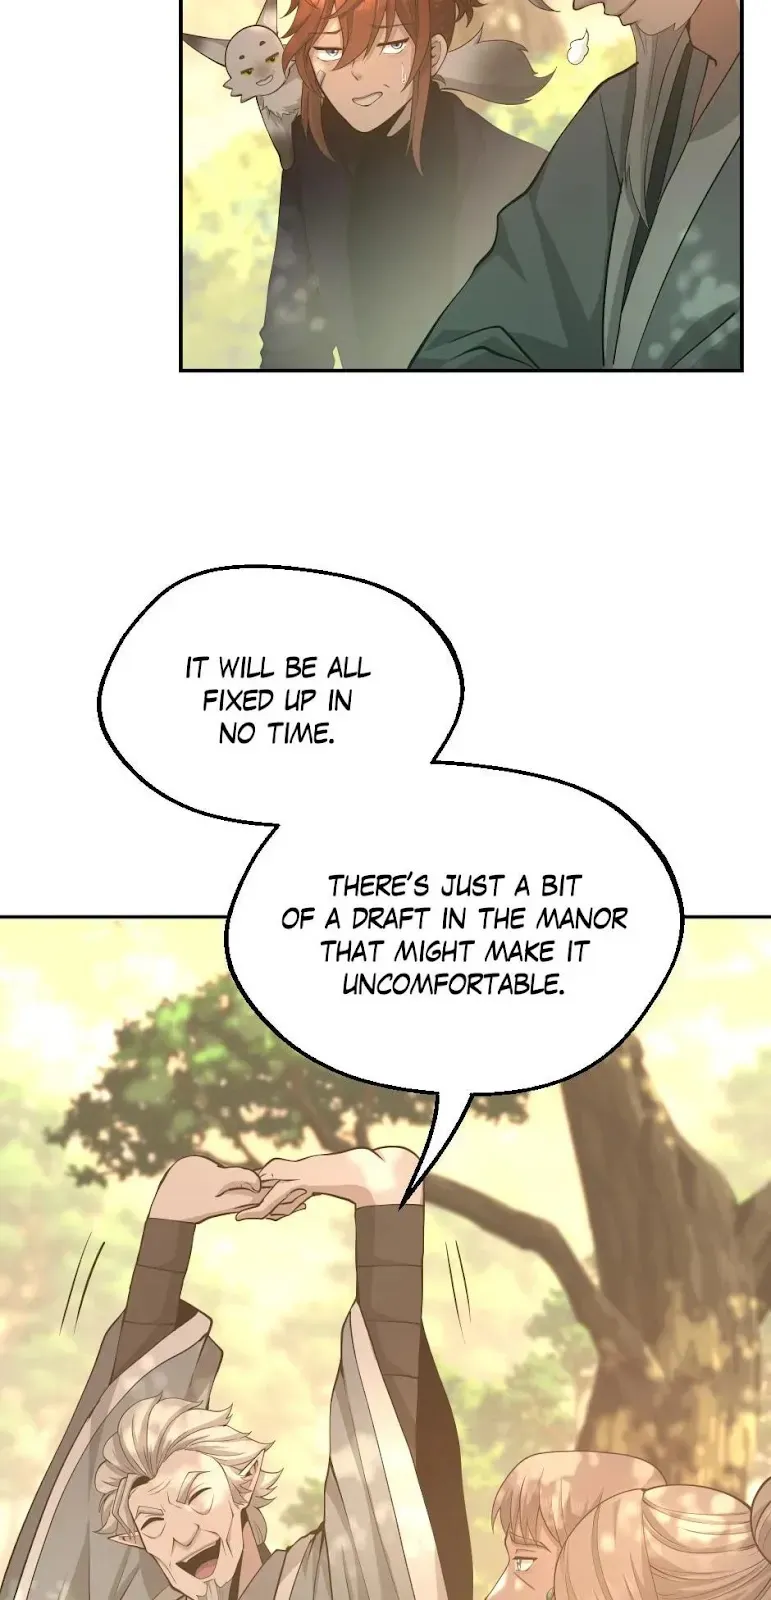 IT WILL BE ALL
FIXED UP IN
NO TIME.
THERE'S JUST A BIT
OF A DRAFT IN THE MANOR
THAT MIGHT MAKE IT
UNCOMFORTABLE.